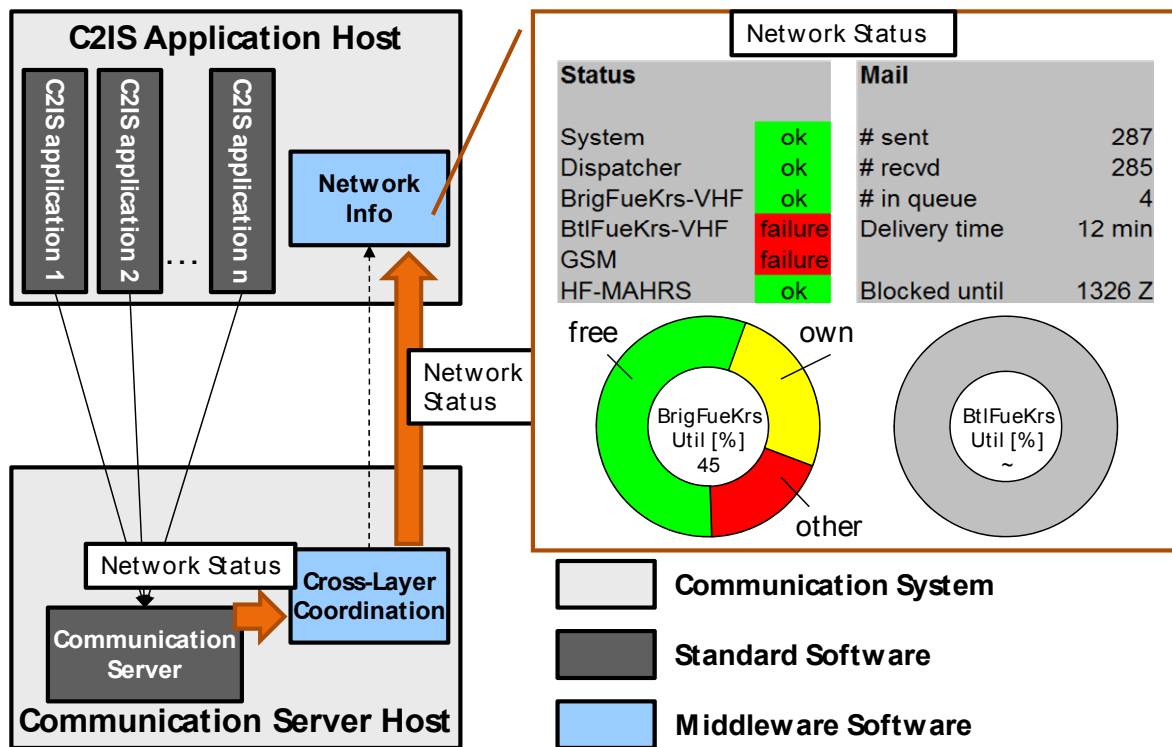 C2IS Application Host
C2IS application 1
C2IS application 2
...
C2IS application n
Network
Info
Network
Status
Network Status
Communication
Server
Cross-Layer
Coordination
Communication Server Host
Network Status
Status
System ok
Dispatcher ok
BrigFueKrs-VHF ok
BtlFueKrs-VHF failure
GSM failure
HF-MAHRS ok
Mail
# sent 287
# recvd 285
# in queue 4
Delivery time 12 min
Blocked until 1326 Z
free
own
other
BrigFueKrs
Util [%]
45
BtlFueKrs
Util [%]
~
Communication System
Standard Software
Middleware Software